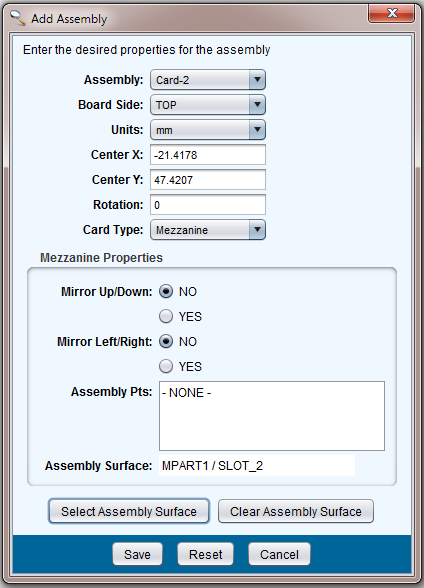 Add Assembly
Enter the desired properties for the assembly
Assembly: Card-2
Board Side: TOP
Units: mm
Center X: -21.4178
Center Y: 47.4207
Rotation: 0
Card Type: Mezzanine
Mezzanine Properties
Mirror Up/Down: NO
YES
Mirror Left/Right: NO
YES
Assembly Pts: - NONE -
Assembly Surface: MPART1 / SLOT_2
Select Assembly Surface Clear Assembly Surface
Save Reset Cancel